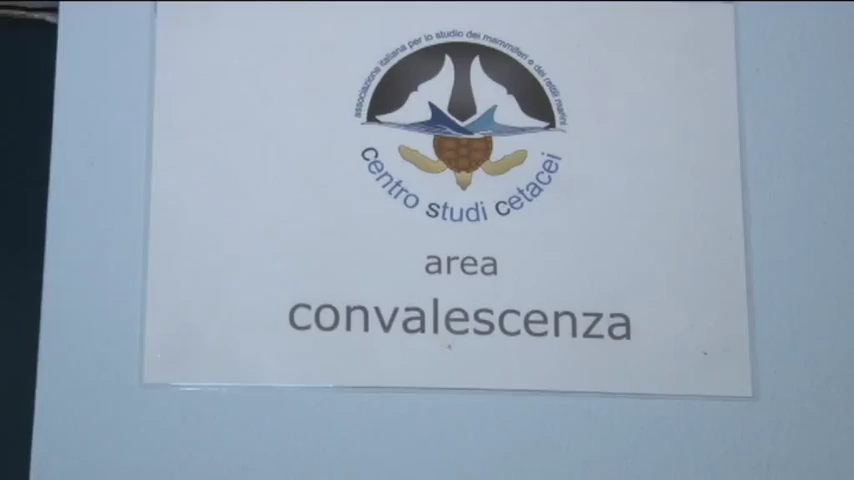 associazione italiana per lo studio dei mammiferi e dei rettili marini
centro studi cetacei
area
convalescenza